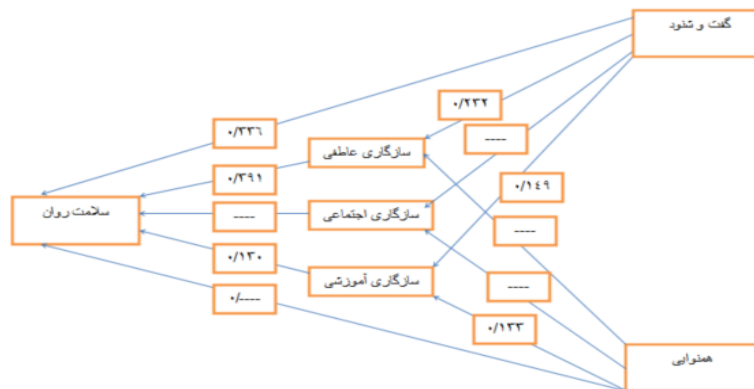 گفت و شنود
۰/۲۳۲
۰/۳۳۶
----
سازگاری عاطفی
۰/۳۹۱
۰/۱٤۹
سلامت روان
----
سازگاری اجتماعی
----
۰/۱۳۰
سازگاری آموزشی
----
۰/----
۰/۱۳۳
همنوایی